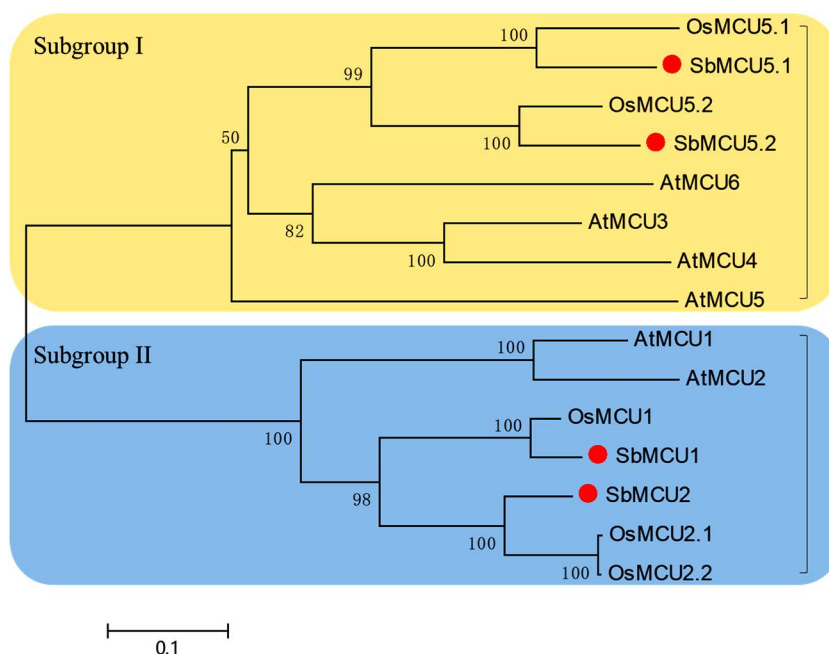 Subgroup I
100
OsMCU5.1
SbMCU5.1
99
OsMCU5.2
100
SbMCU5.2
50
AtMCU6
82
AtMCU3
100
AtMCU4
AtMCU5
Subgroup II
100
AtMCU1
AtMCU2
100
100
OsMCU1
SbMCU1
98
SbMCU2
100
OsMCU2.1
100
OsMCU2.2
0.1